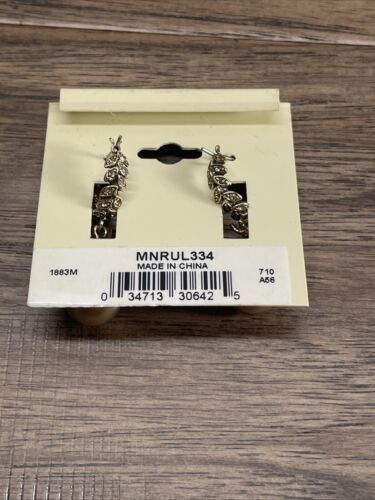 MNRUL334
MADE IN CHINA
1883M
710
A56
0 34713 30642 5